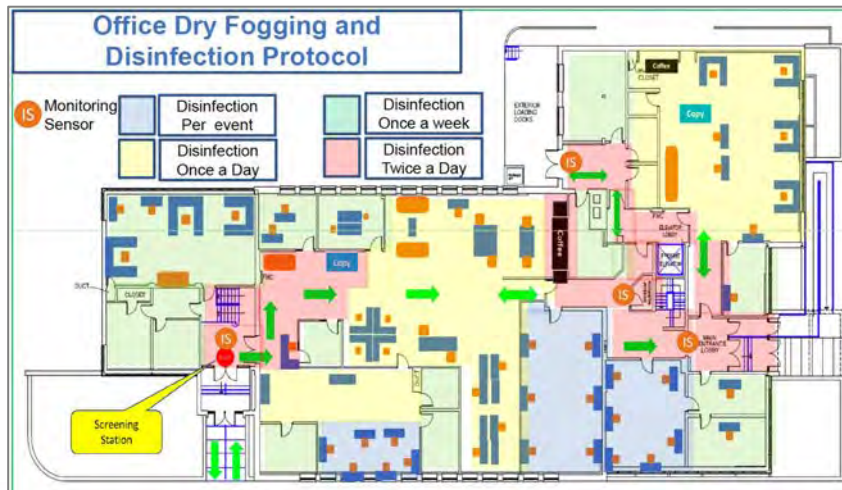 Office Dry Fogging and
Disinfection Protocol
IS
Monitoring
Sensor
Disinfection
Per event
Disinfection
Once a week
Disinfection
Once a Day
Disinfection
Twice a Day
EXTERIOR
LOADING
DOCKS
CLOSET
Coffee
Copy
IS
ELEVATOR
LOBBY
Coffee
Copy
CLOSET
IS
IS
IS
MAIN
ENTRANCE
LOBBY
Screening
Station